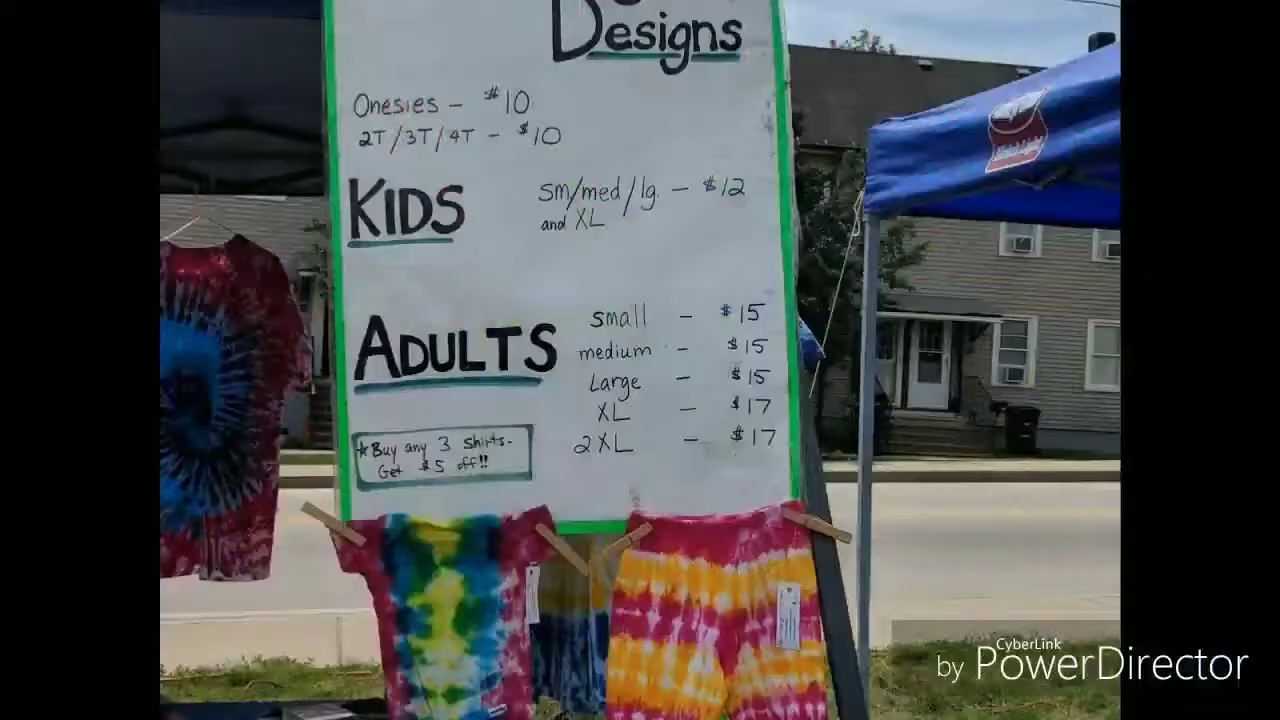 Designs
Onesies - $10
2T/3T/4T - $10
KIDS
sm/med/lg. - $12
and XL
ADULTS
small - $15
medium - $15
Large - $15
XL - $17
2XL - $17
*Buy any 3 shirts-
Get $5 off!!
CyberLink
by PowerDirector